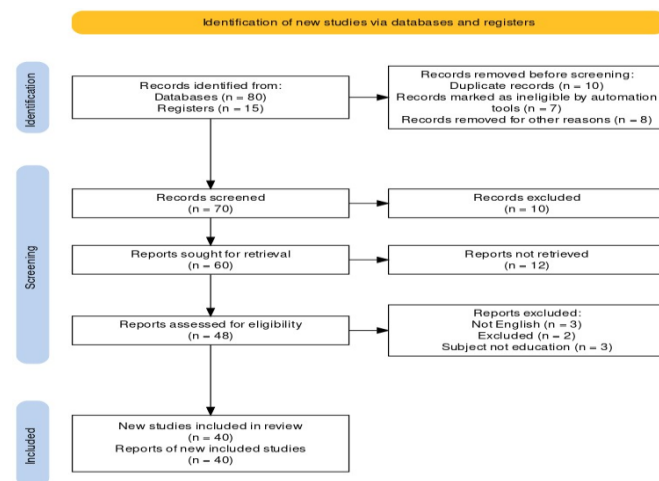 Identification of new studies via databases and registers
Identification
Records identified from:
Databases (n = 80)
Registers (n = 15)
Records removed before screening:
Duplicate records (n = 10)
Records marked as ineligible by automation
tools (n = 7)
Records removed for other reasons (n = 8)
Screening
Records screened
(n = 70)
Records excluded
(n = 10)
Reports sought for retrieval
(n = 60)
Reports not retrieved
(n = 12)
Reports assessed for eligibility
(n = 48)
Reports excluded:
Not English (n = 3)
Excluded (n = 2)
Subject not education (n = 3)
Included
New studies included in review
(n = 40)
Reports of new included studies
(n = 40)